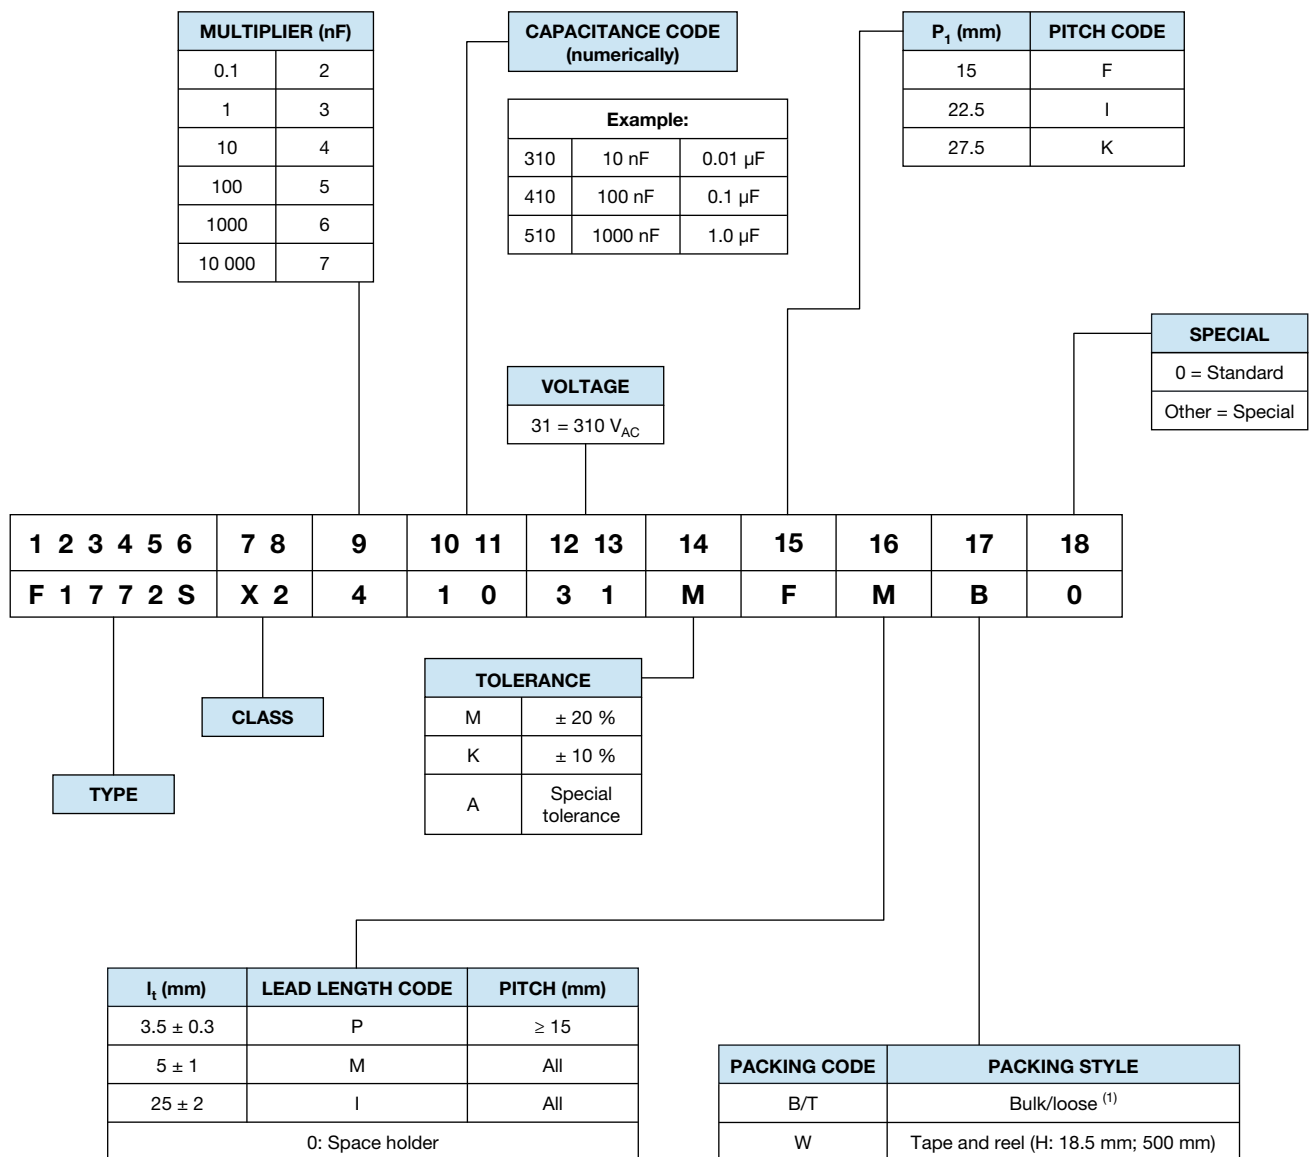 MULTIPLIER (nF)
0.1 2
1 3
10 4
100 5
1000 6
10 000 7
CAPACITANCE CODE
(numerically)
Example:
310 10 nF 0.01 µF
410 100 nF 0.1 µF
510 1000 nF 1.0 µF
P1 (mm) PITCH CODE
15 F
22.5 I
27.5 K
SPECIAL
0 = Standard
Other = Special
VOLTAGE
31 = 310 VAC
1 2 3 4 5 6 7 8 9 10 11 12 13 14 15 16 17 18
F 1 7 7 2 S X 2 4 1 0 3 1 M F M B 0
TOLERANCE
M ± 20 %
K ± 10 %
A Special
tolerance
CLASS
TYPE
lt (mm) LEAD LENGTH CODE PITCH (mm)
3.5 ± 0.3 P ≥ 15
5 ± 1 M All
25 ± 2 I All
0: Space holder
PACKING CODE PACKING STYLE
B/T Bulk/loose (1)
W Tape and reel (H: 18.5 mm; 500 mm)